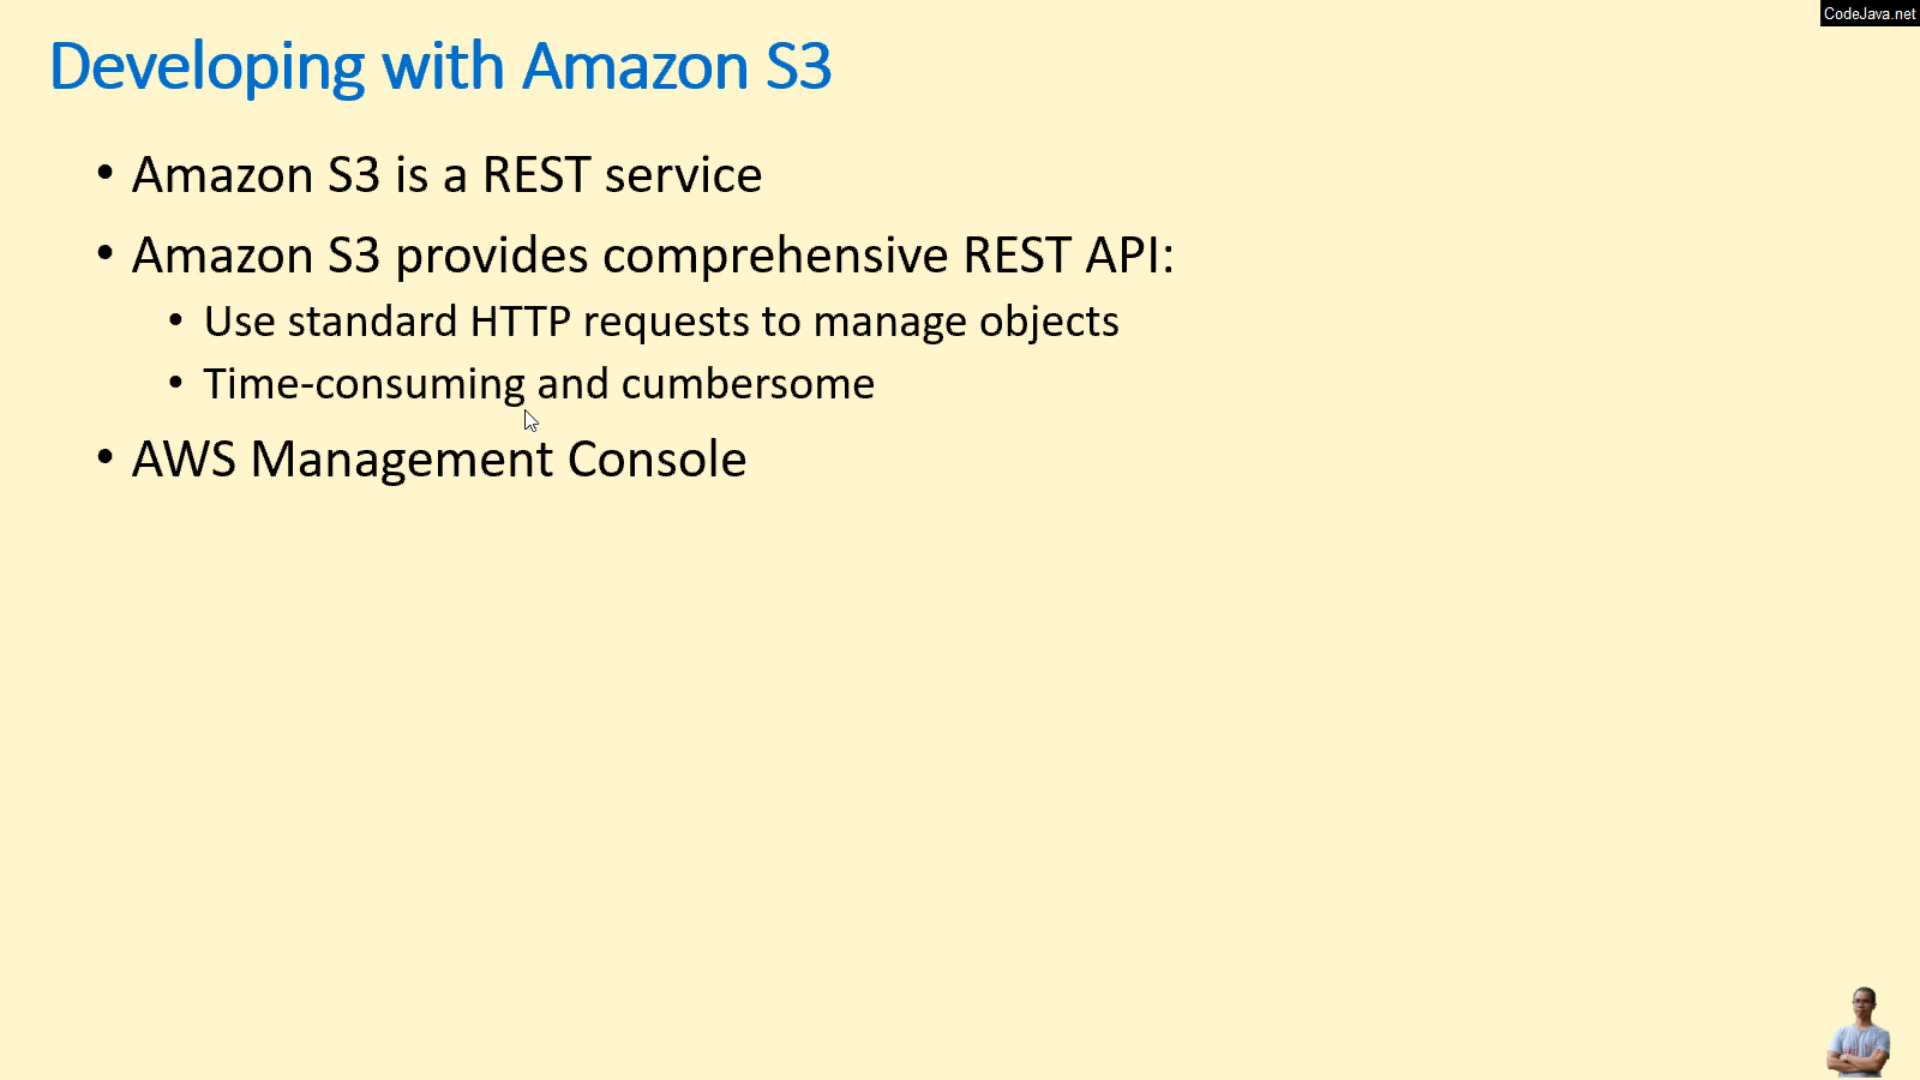 CodeJava.net
Developing with Amazon S3
• Amazon S3 is a REST service
• Amazon S3 provides comprehensive REST API:
• Use standard HTTP requests to manage objects
• Time-consuming and cumbersome
• AWS Management Console